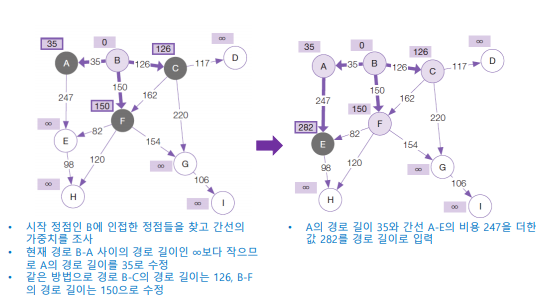 35 0 126 ∞
A 35 B 126 C 117 D
150 162
247 150 220
∞ F
E 82 154 ∞
98 120 G
∞ 106 ∞
H I
35 0 126 ∞
A 35 B 126 C 117 D
150
247 150 162 220
282 F
E 82 154
98 120 ∞ G
∞ 106
H ∞ I
• 시작 정점인 B에 인접한 정점들을 찾고 간선의
가중치를 조사
• 현재 경로 B-A 사이의 경로 길이인 ∞보다 작으므
로 A의 경로 길이를 35로 수정
• 같은 방법으로 경로 B-C의 경로 길이는 126, B-F
의 경로 길이는 150으로 수정
• A의 경로 길이 35와 간선 A-E의 비용 247을 더한
값 282를 경로 길이로 입력